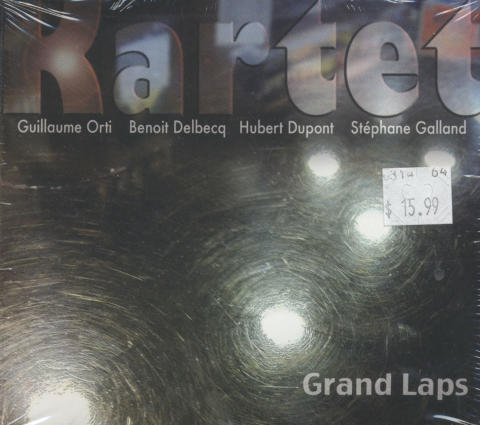 Kartet
Guillaume Orti Benoit Delbecq Hubert Dupont Stéphane Galland
$ 15.99
Grand Laps